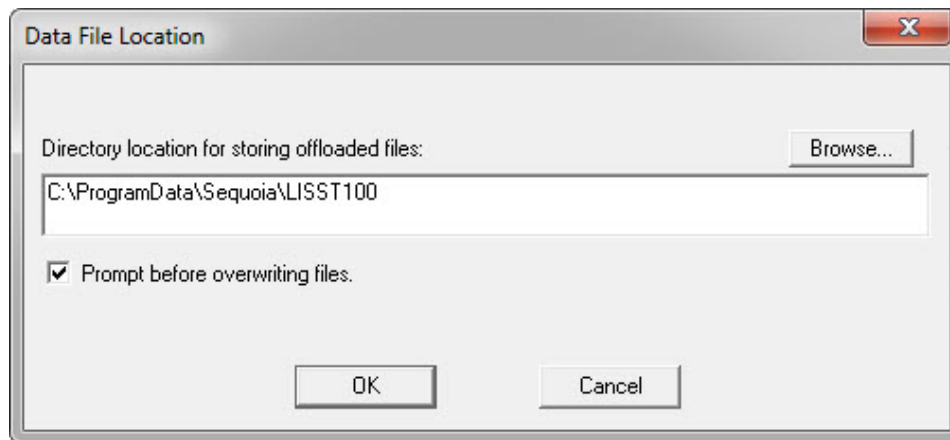 Data File Location
Directory location for storing offloaded files:
Browse...
C:\ProgramData\Sequoia\LISST100
Prompt before overwriting files.
OK
Cancel